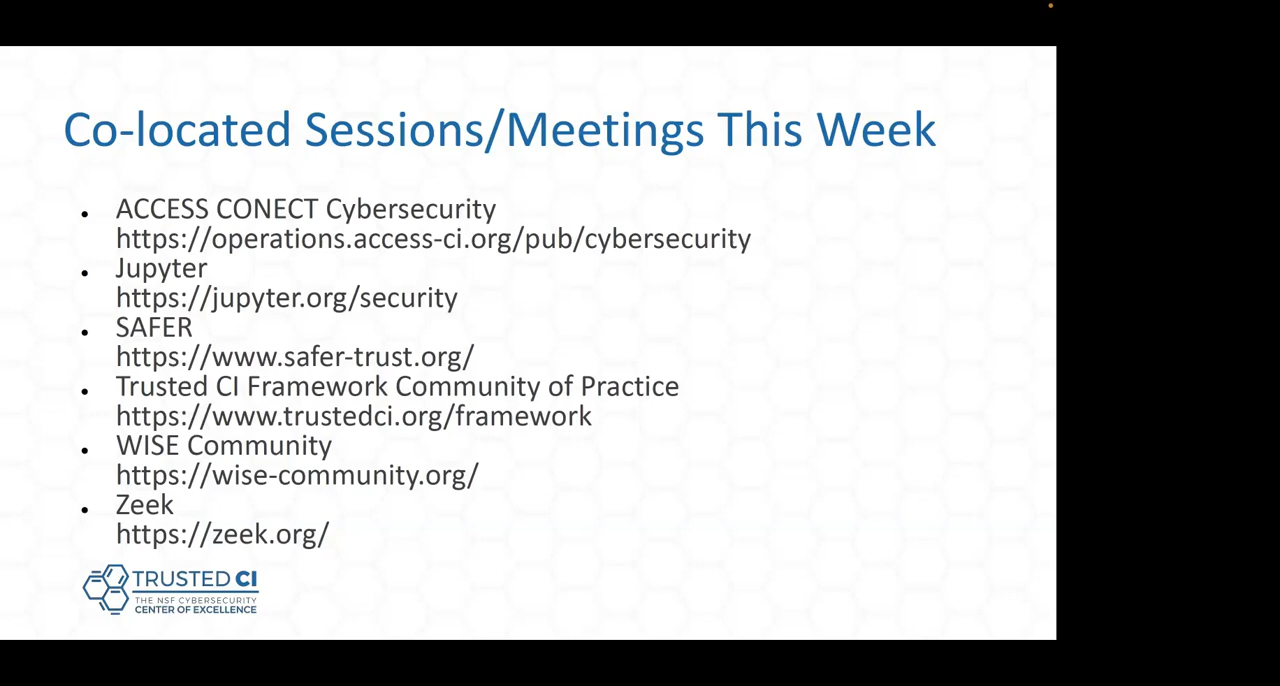 Co-located Sessions/Meetings This Week
• ACCESS CONECT Cybersecurity
https://operations.access-ci.org/pub/cybersecurity
• Jupyter
https://jupyter.org/security
• SAFER
https://www.safer-trust.org/
• Trusted CI Framework Community of Practice
https://www.trustedci.org/framework
• WISE Community
https://wise-community.org/
• Zeek
https://zeek.org/
TRUSTED CI
THE NSF CYBERSECURITY
CENTER OF EXCELLENCE